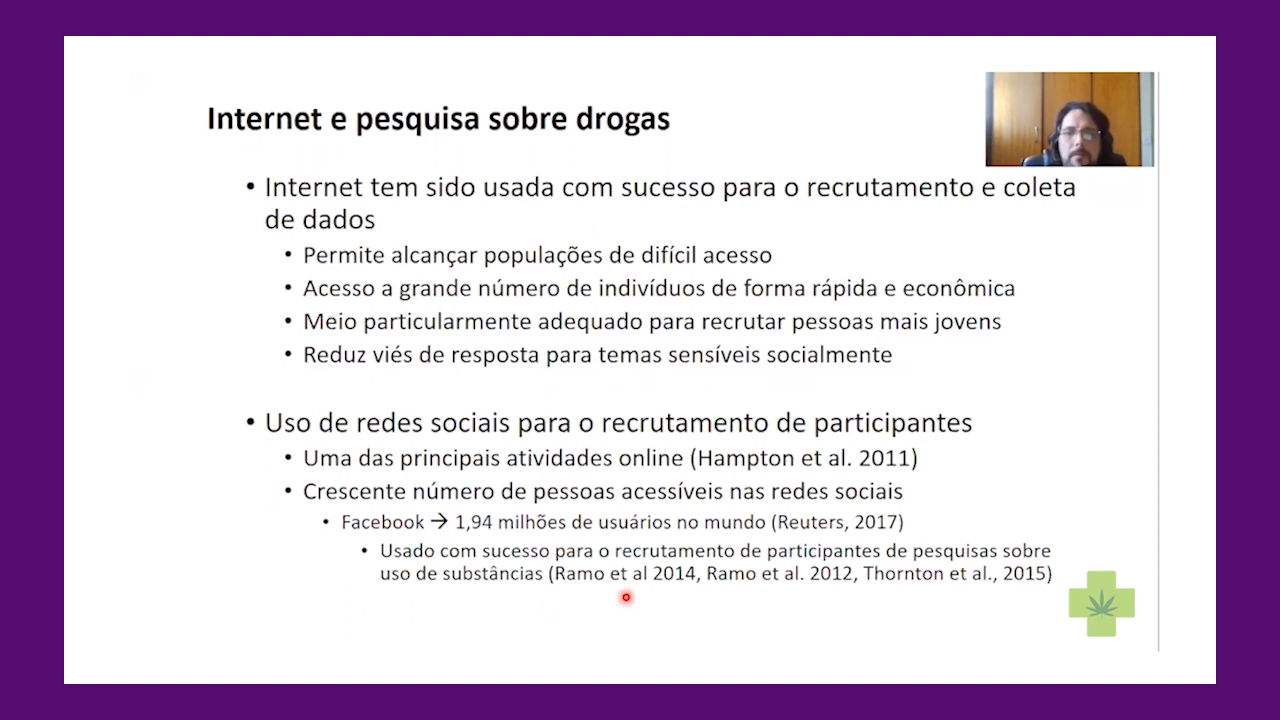 Internet e pesquisa sobre drogas
• Internet tem sido usada com sucesso para o recrutamento e coleta
de dados
• Permite alcançar populações de difícil acesso
• Acesso a grande número de indivíduos de forma rápida e econômica
• Meio particularmente adequado para recrutar pessoas mais jovens
• Reduz viés de resposta para temas sensíveis socialmente
• Uso de redes sociais para o recrutamento de participantes
• Uma das principais atividades online (Hampton et al. 2011)
• Crescente número de pessoas acessíveis nas redes sociais
• Facebook → 1,94 milhões de usuários no mundo (Reuters, 2017)
• Usado com sucesso para o recrutamento de participantes de pesquisas sobre
uso de substâncias (Ramo et al 2014, Ramo et al. 2012, Thornton et al., 2015)